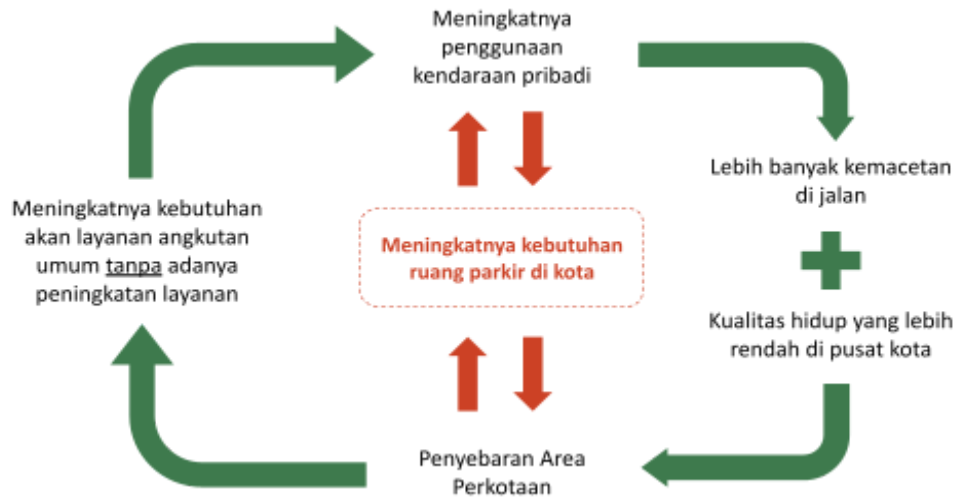 Meningkatnya
penggunaan
kendaraan pribadi
Lebih banyak kemacetan
di jalan
Kualitas hidup yang lebih
rendah di pusat kota
Penyebaran Area
Perkotaan
Meningkatnya kebutuhan
akan layanan angkutan
umum tanpa adanya
peningkatan layanan
Meningkatnya kebutuhan
ruang parkir di kota